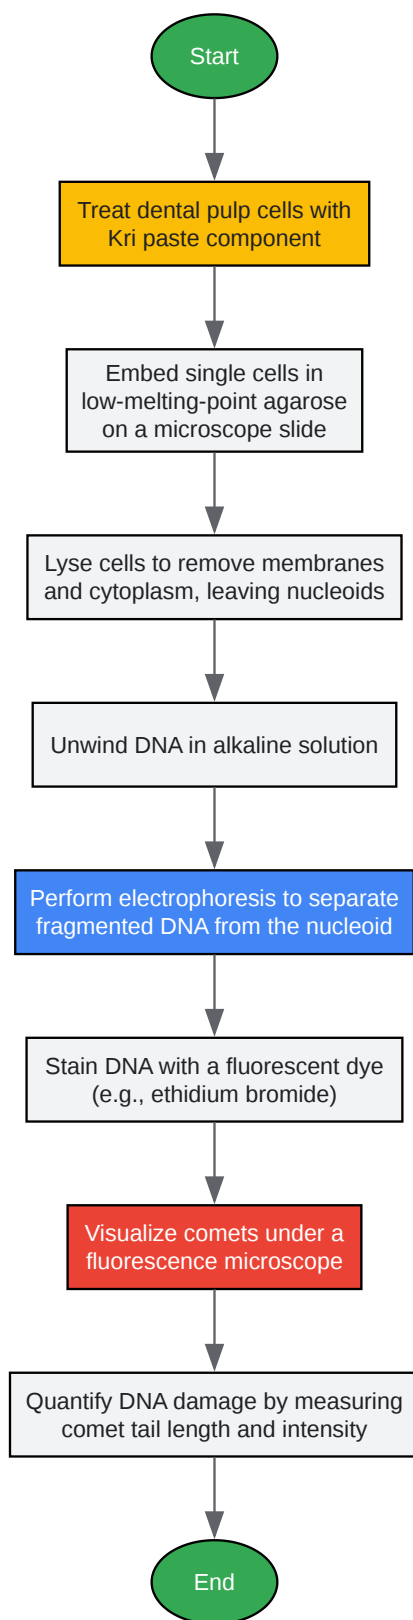 Start
Treat dental pulp cells with
Kri paste component
Embed single cells in
low-melting-point agarose
on a microscope slide
Lyse cells to remove membranes
and cytoplasm, leaving nucleoids
Unwind DNA in alkaline solution
Perform electrophoresis to separate
fragmented DNA from the nucleoid
Stain DNA with a fluorescent dye
(e.g., ethidium bromide)
Visualize comets under a
fluorescence microscope
Quantify DNA damage by measuring
comet tail length and intensity
End